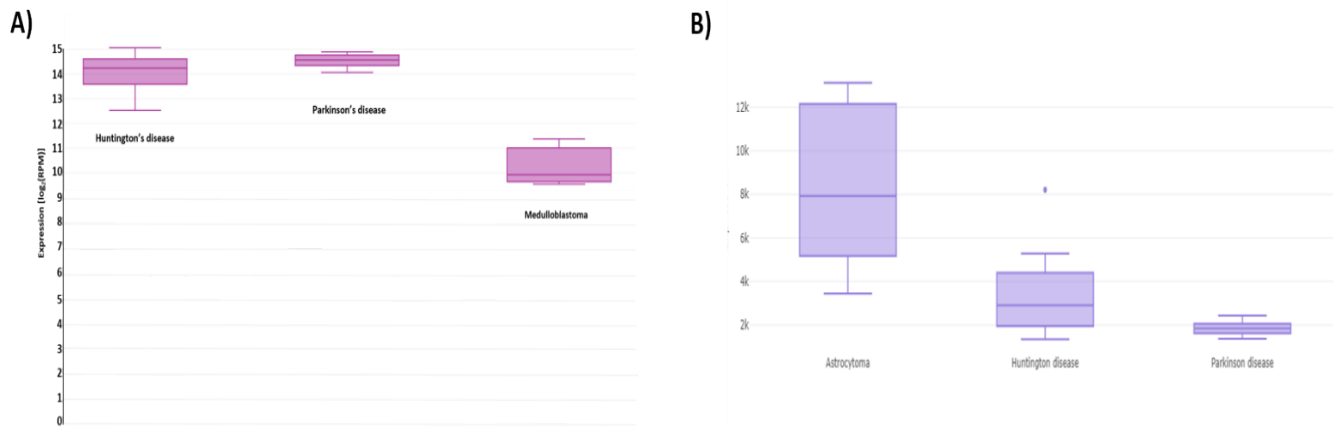 A)
Expression [log₂(RPM)]
15
14
13
12
11
10
9
8
7
6
5
4
3
2
1
0
Huntington's disease
Parkinson's disease
Medulloblastoma
B)
12k
10k
8k
6k
4k
2k
Astrocytoma
Huntington disease
Parkinson disease